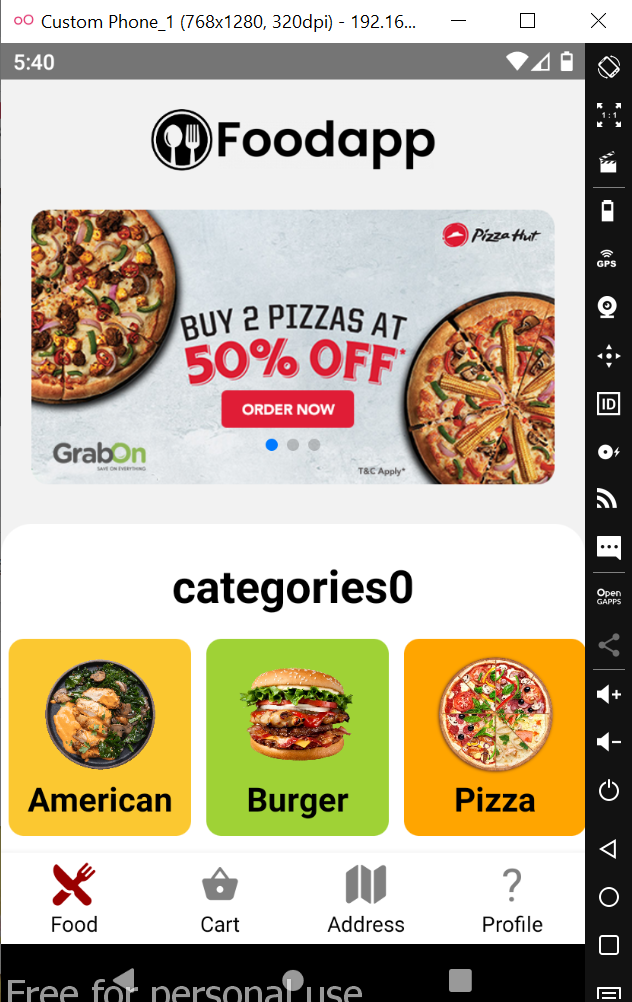 Custom Phone_1 (768x1280, 320dpi) - 192.16...
5:40
Foodapp
Pizza Hut
BUY 2 PIZZAS AT
50% OFF*
ORDER NOW
GrabOn
SAVE ON EVERYTHING
T&C Apply*
categories0
American
Burger
Pizza
Food
Cart
Address
Profile
Free for personal use
1:1
GPS
ID
Open
GAPPS